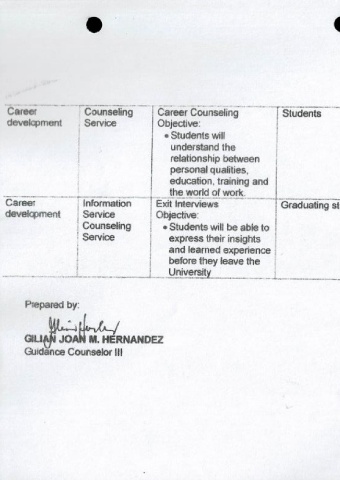 Career development
Counseling Service
Career Counseling
Objective:
• Students will
understand the
relationship between
personal qualities,
education, training and
the world of work.
Students
Career development
Information
Service
Counseling
Service
Exit Interviews
Objective:
• Students will be able to
express their insights
and learned experience
before they leave the
University
Graduating st
Prepared by:
GILIAN JOAN M. HERNANDEZ
Guidance Counselor III